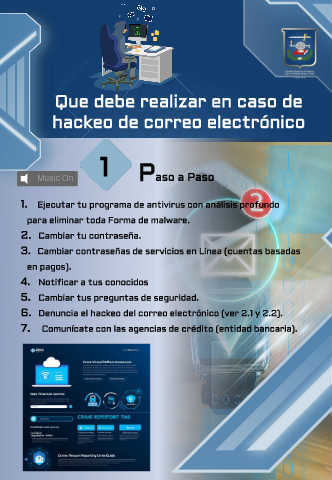 Que debe realizar en caso de
hackeo de correo electrónico
1
Paso a Paso
Music On
1. Ejecutar tu programa de antivirus con análisis profundo
para eliminar toda Forma de malware.
2. Cambiar tu contraseña.
3. Cambiar contraseñas de servicios en Línea (cuentas basadas
en pagos).
4. Notificar a tus conocidos
5. Cambiar tus preguntas de seguridad.
6. Denuncia el hackeo del correo electrónico (ver 2.1 y 2.2).
7. Comunícate con las agencias de crédito (entidad bancaria).